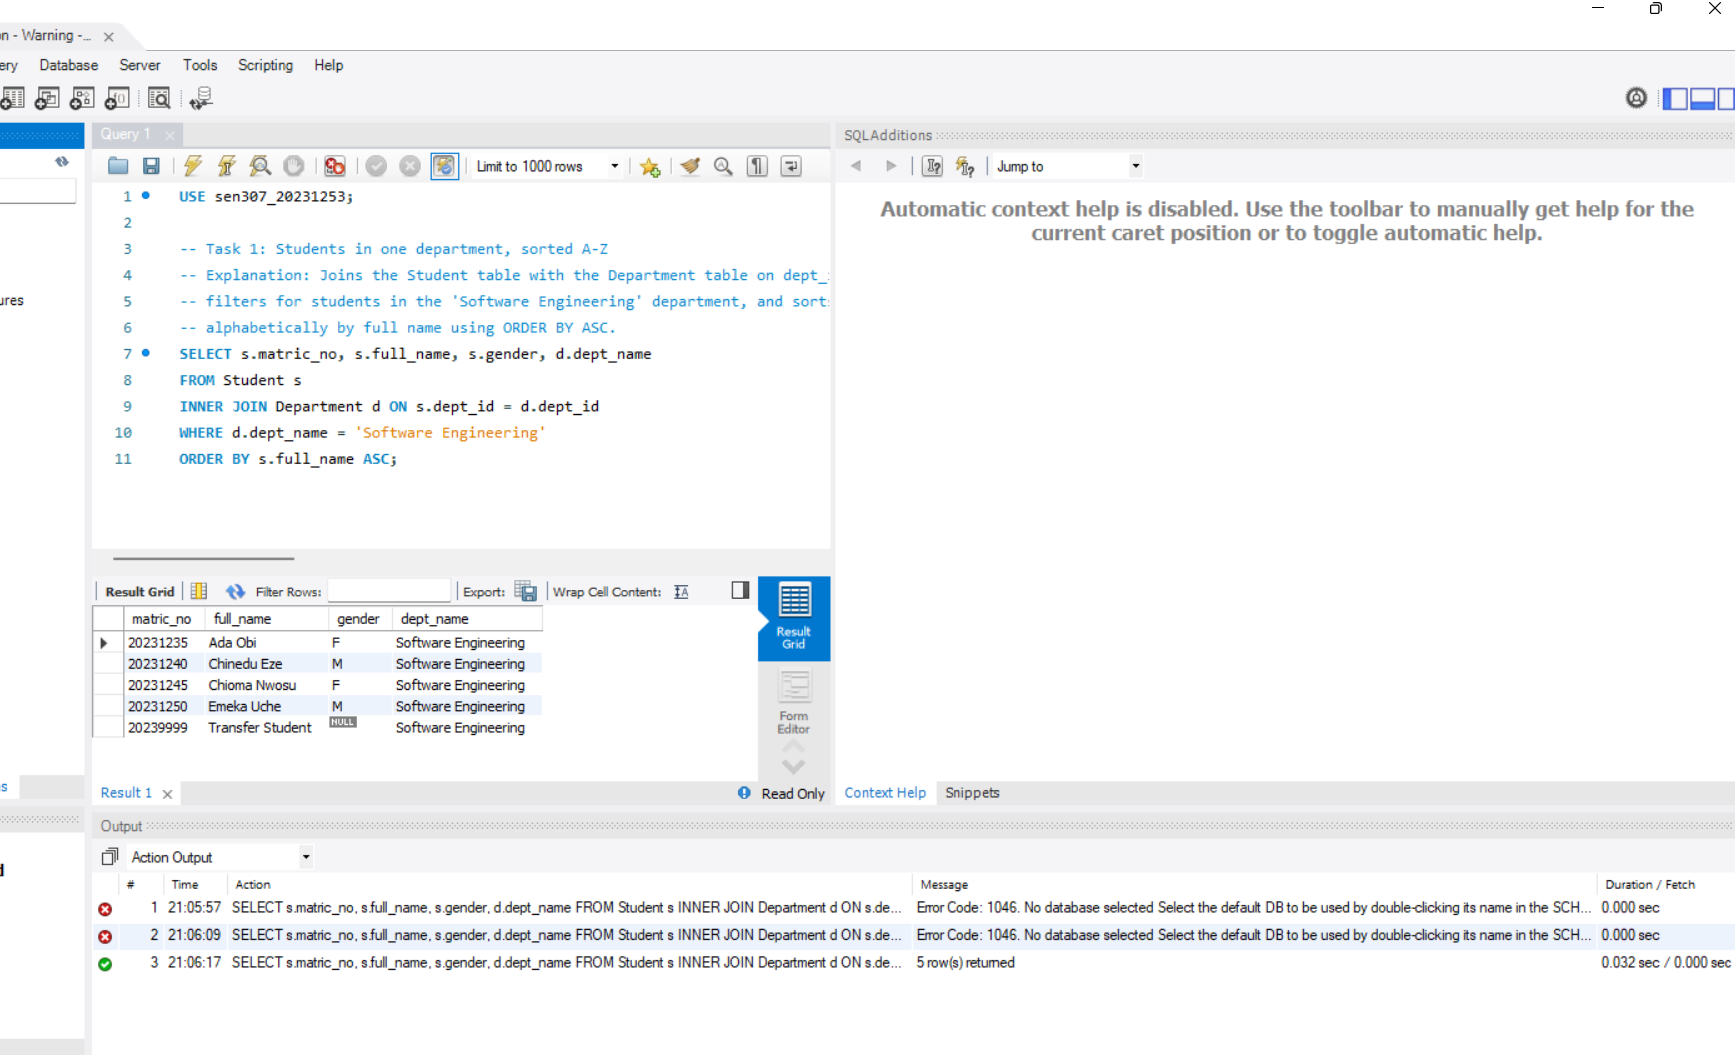 on - Warning -...
ery Database Server Tools Scripting Help
Query 1
SQLAdditions
Limit to 1000 rows
Jump to
1 USE sen307_20231253;
2
3 -- Task 1: Students in one department, sorted A-Z
4 -- Explanation: Joins the Student table with the Department table on dept_
5 -- filters for students in the 'Software Engineering' department, and sort
6 -- alphabetically by full name using ORDER BY ASC.
7 SELECT s.matric_no, s.full_name, s.gender, d.dept_name
8 FROM Student s
9 INNER JOIN Department d ON s.dept_id = d.dept_id
10 WHERE d.dept_name = 'Software Engineering'
11 ORDER BY s.full_name ASC;
Automatic context help is disabled. Use the toolbar to manually get help for the
current caret position or to toggle automatic help.
ures
Result Grid Filter Rows: Export: Wrap Cell Content:
matric_no full_name gender dept_name
20231235 Ada Obi F Software Engineering
20231240 Chinedu Eze M Software Engineering
20231245 Chioma Nwosu F Software Engineering
20231250 Emeka Uche M Software Engineering
20239999 Transfer Student NULL Software Engineering
Result
Grid
Form
Editor
s
Result 1
Read Only
Context Help Snippets
Output
Action Output
# Time Action Message Duration / Fetch
1 21:05:57 SELECT s.matric_no, s.full_name, s.gender, d.dept_name FROM Student s INNER JOIN Department d ON s.de... Error Code: 1046. No database selected Select the default DB to be used by double-clicking its name in the SCH... 0.000 sec
2 21:06:09 SELECT s.matric_no, s.full_name, s.gender, d.dept_name FROM Student s INNER JOIN Department d ON s.de... Error Code: 1046. No database selected Select the default DB to be used by double-clicking its name in the SCH... 0.000 sec
3 21:06:17 SELECT s.matric_no, s.full_name, s.gender, d.dept_name FROM Student s INNER JOIN Department d ON s.de... 5 row(s) returned 0.032 sec / 0.000 sec